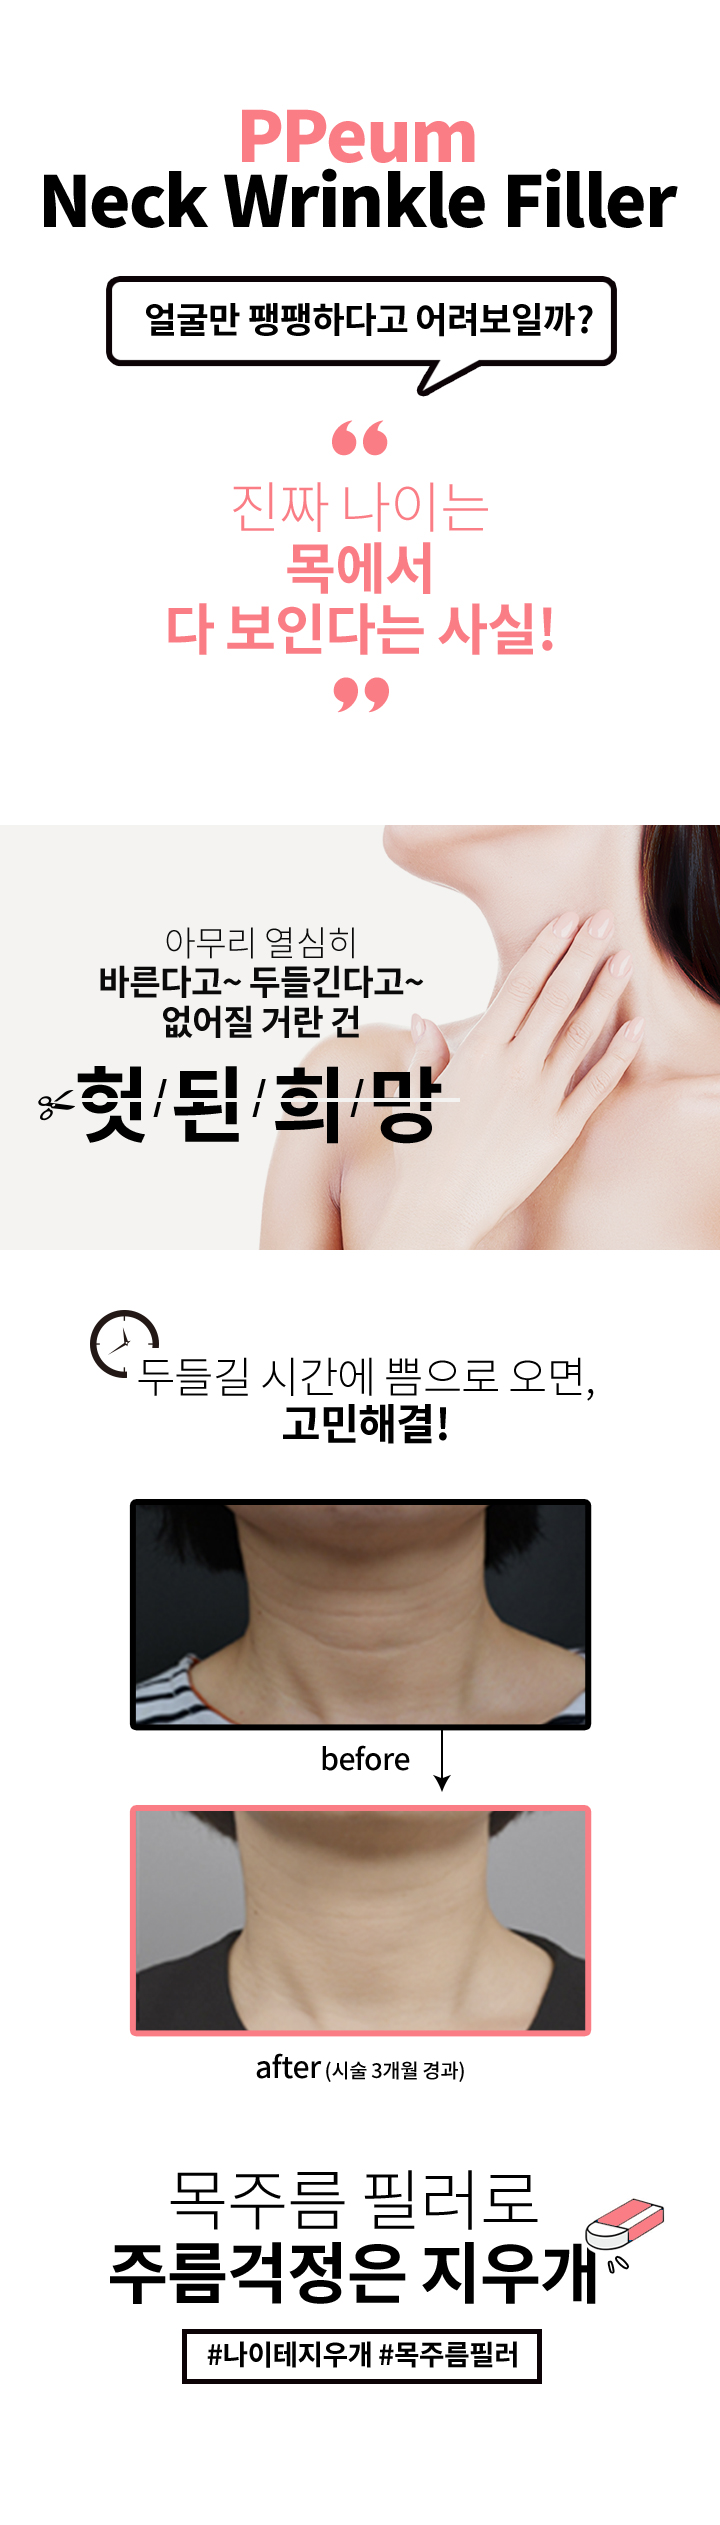 PPeum
Neck Wrinkle Filler
얼굴만 팽팽하다고 어려보일까?
“
진짜 나이는
목에서
다 보인다는 사실!
”
아무리 열심히
바른다고~ 두들긴다고~
없어질 거란 건
헛/된/희/망
두들길 시간에 쁨으로 오면,
고민해결!
before
after (시술 3개월 경과)
목주름 필러로
주름걱정은 지우개
#나이테지우개 #목주름필러